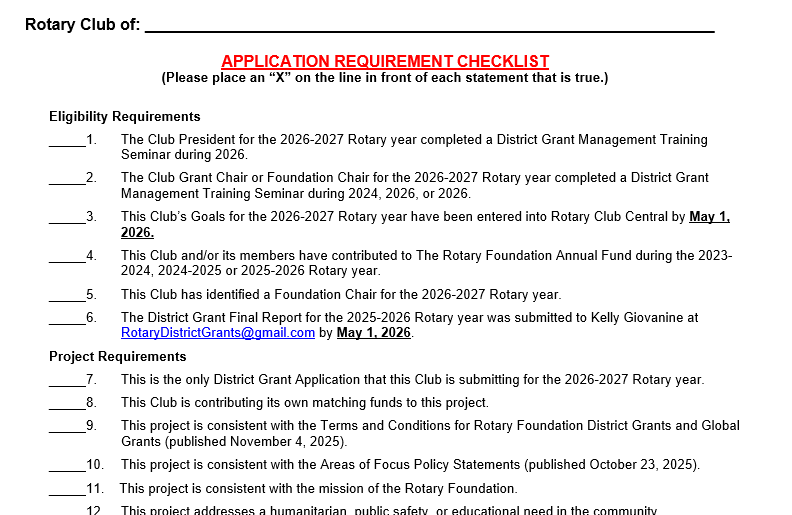 Rotary Club of: _______________________________________________
APPLICATION REQUIREMENT CHECKLIST
(Please place an “X” on the line in front of each statement that is true.)
Eligibility Requirements
_____1. The Club President for the 2026-2027 Rotary year completed a District Grant Management Training
Seminar during 2026.
_____2. The Club Grant Chair or Foundation Chair for the 2026-2027 Rotary year completed a District Grant
Management Training Seminar during 2024, 2026, or 2026.
_____3. This Club’s Goals for the 2026-2027 Rotary year have been entered into Rotary Club Central by May 1,
2026.
_____4. This Club and/or its members have contributed to The Rotary Foundation Annual Fund during the 2023-
2024, 2024-2025 or 2025-2026 Rotary year.
_____5. This Club has identified a Foundation Chair for the 2026-2027 Rotary year.
_____6. The District Grant Final Report for the 2025-2026 Rotary year was submitted to Kelly Giovanine at
RotaryDistrictGrants@gmail.com by May 1, 2026.
Project Requirements
_____7. This is the only District Grant Application that this Club is submitting for the 2026-2027 Rotary year.
_____8. This Club is contributing its own matching funds to this project.
_____9. This project is consistent with the Terms and Conditions for Rotary Foundation District Grants and Global
Grants (published November 4, 2025).
_____10. This project is consistent with the Areas of Focus Policy Statements (published October 23, 2025).
_____11. This project is consistent with the mission of the Rotary Foundation.
12. This project addresses a humanitarian, public safety, or educational need in the community